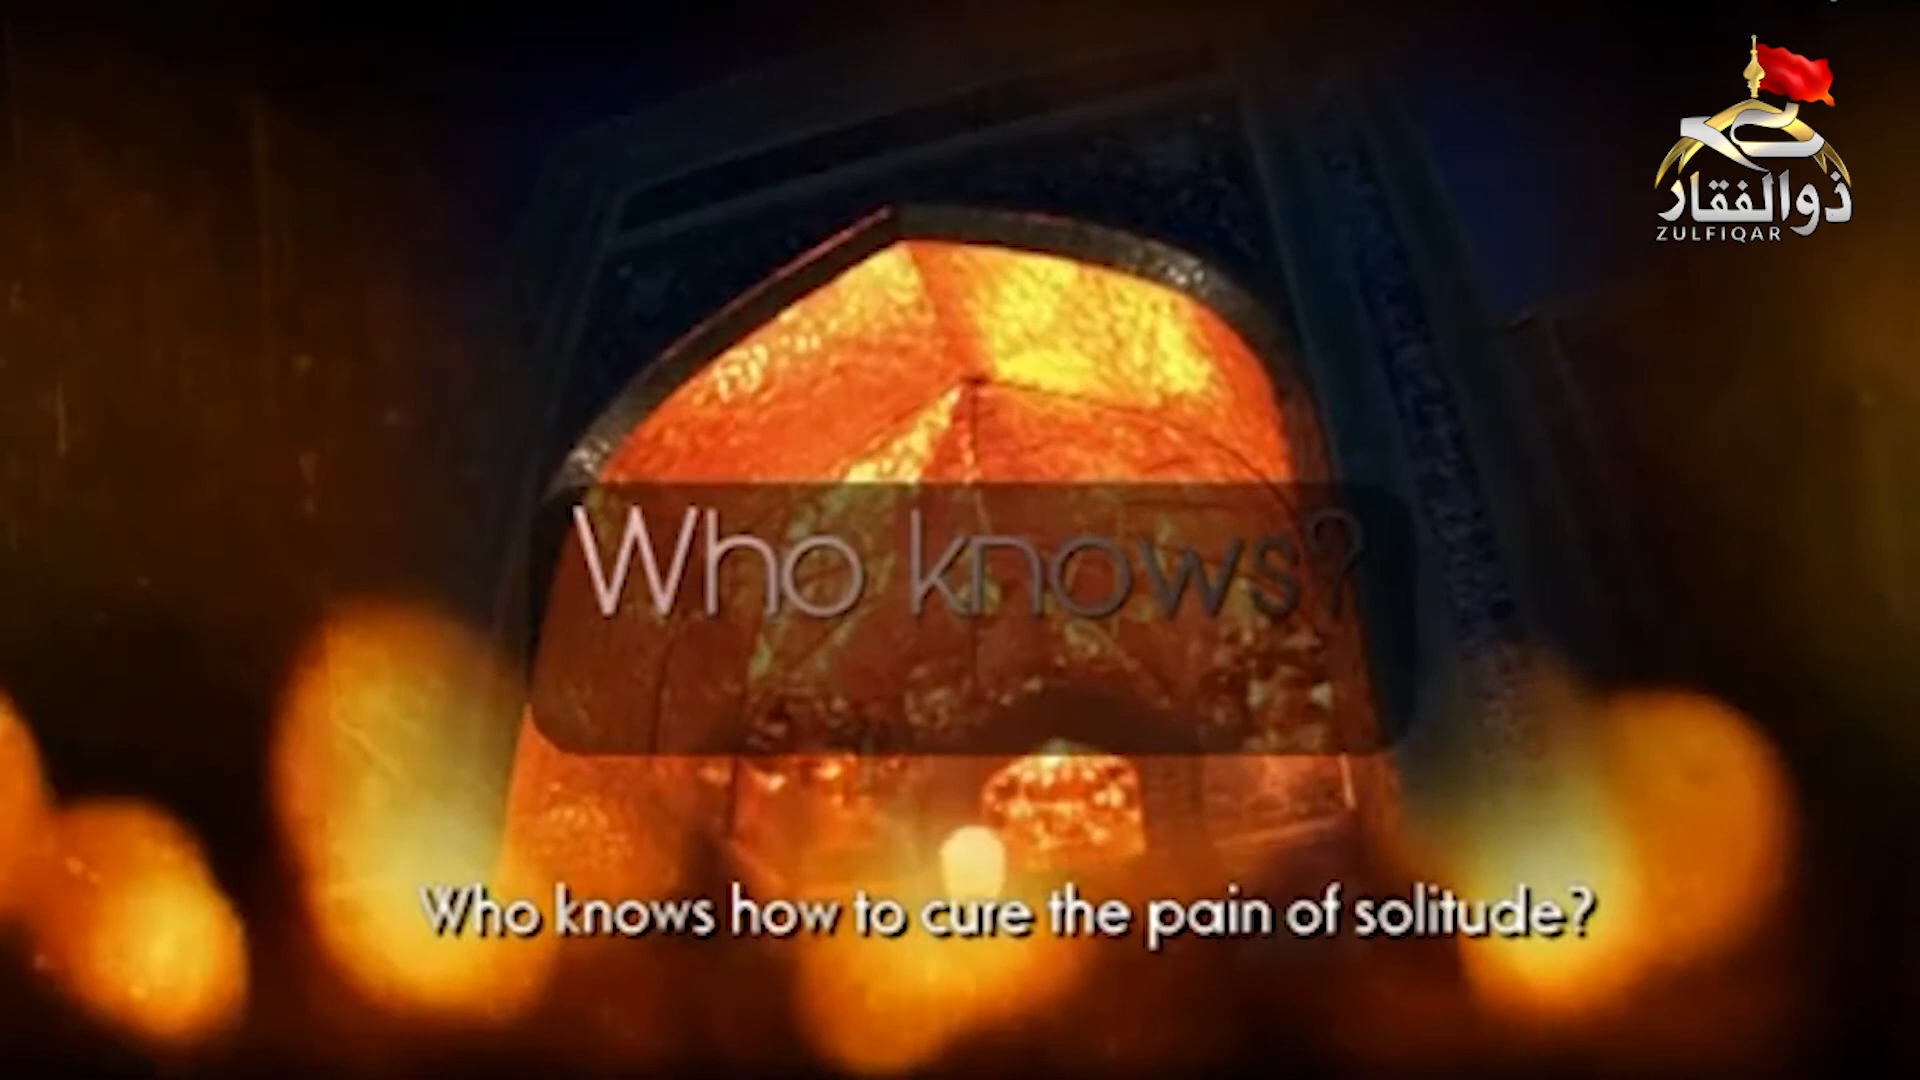 ذوالفقار
ZULFIQAR
Who knows?
Who knows how to cure the pain of solitude?